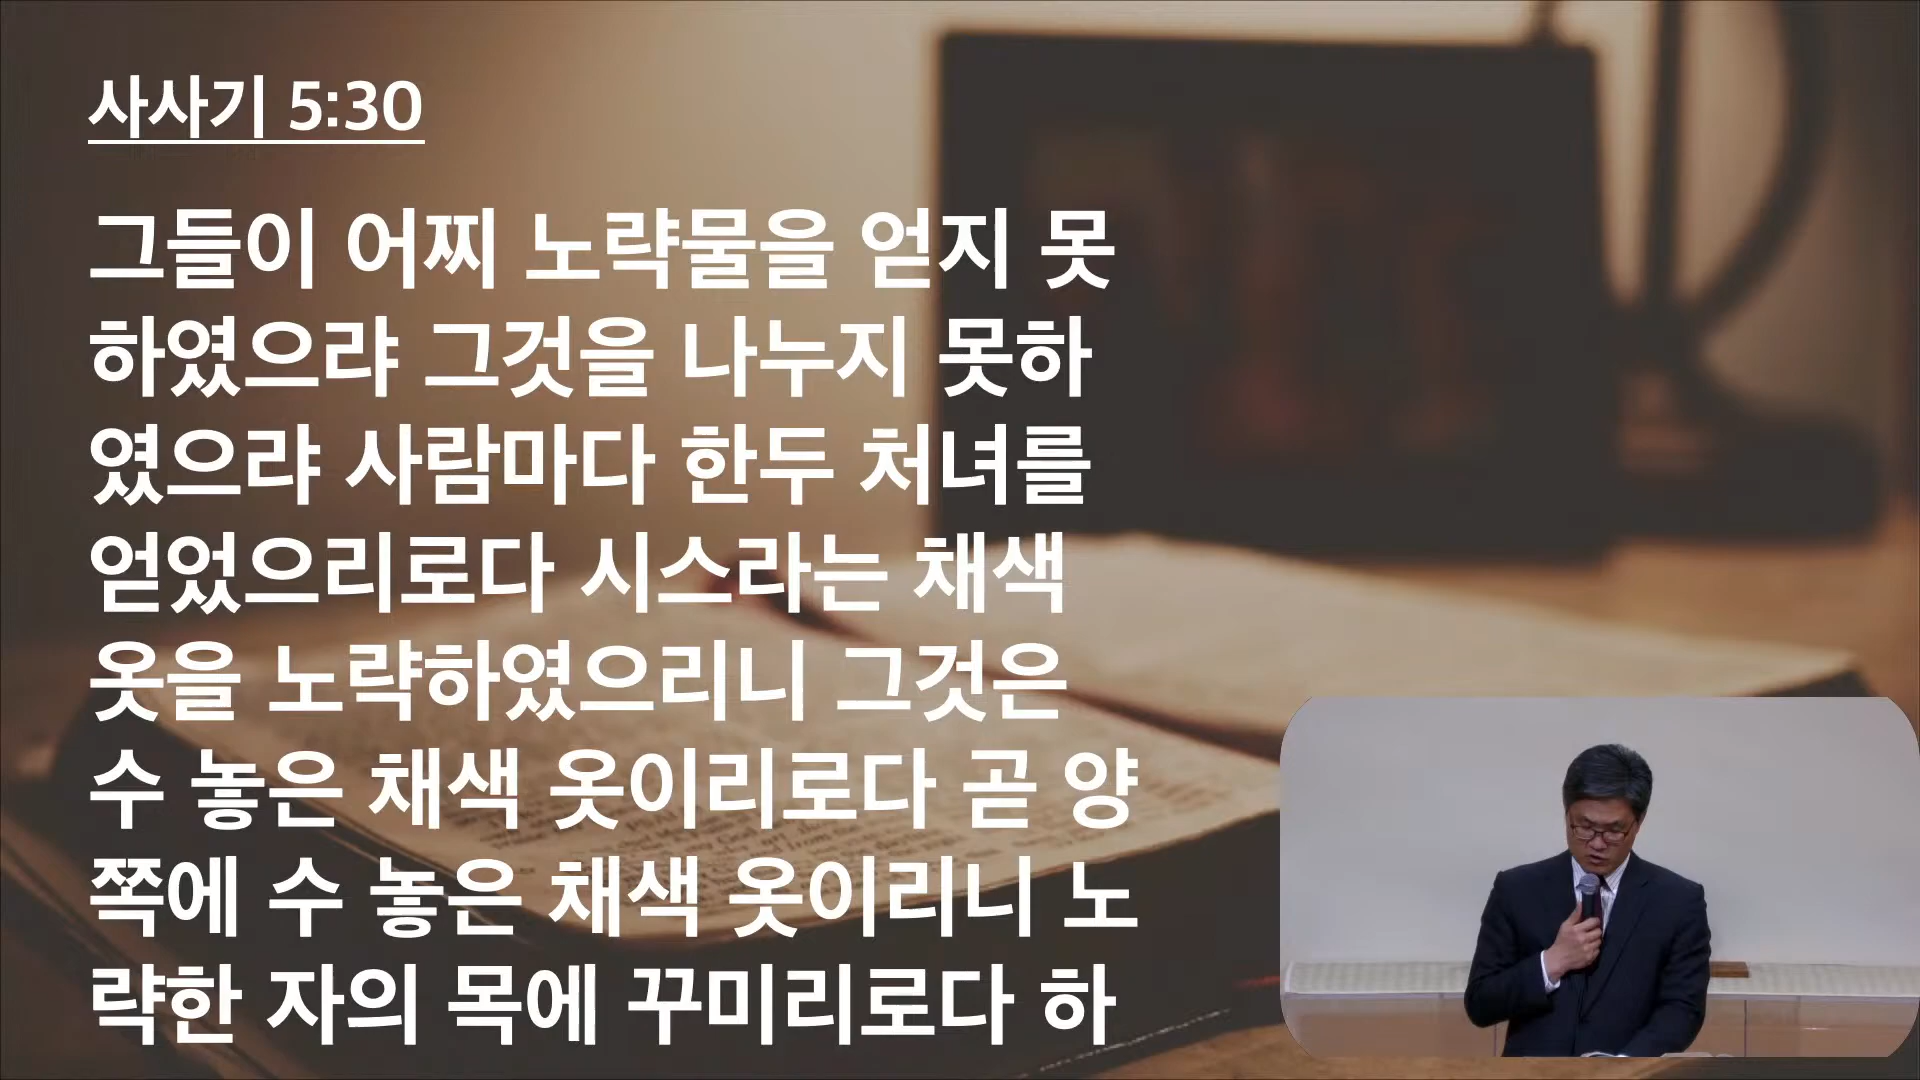 사사기 5:30
그들이 어찌 노략물을 얻지 못
하였으랴 그것을 나누지 못하
였으랴 사람마다 한두 처녀를
얻었으리로다 시스라는 채색
옷을 노략하였으리니 그것은
수 놓은 채색 옷이리로다 곧 양
쪽에 수 놓은 채색 옷이리니 노
략한 자의 목에 꾸미리로다 하